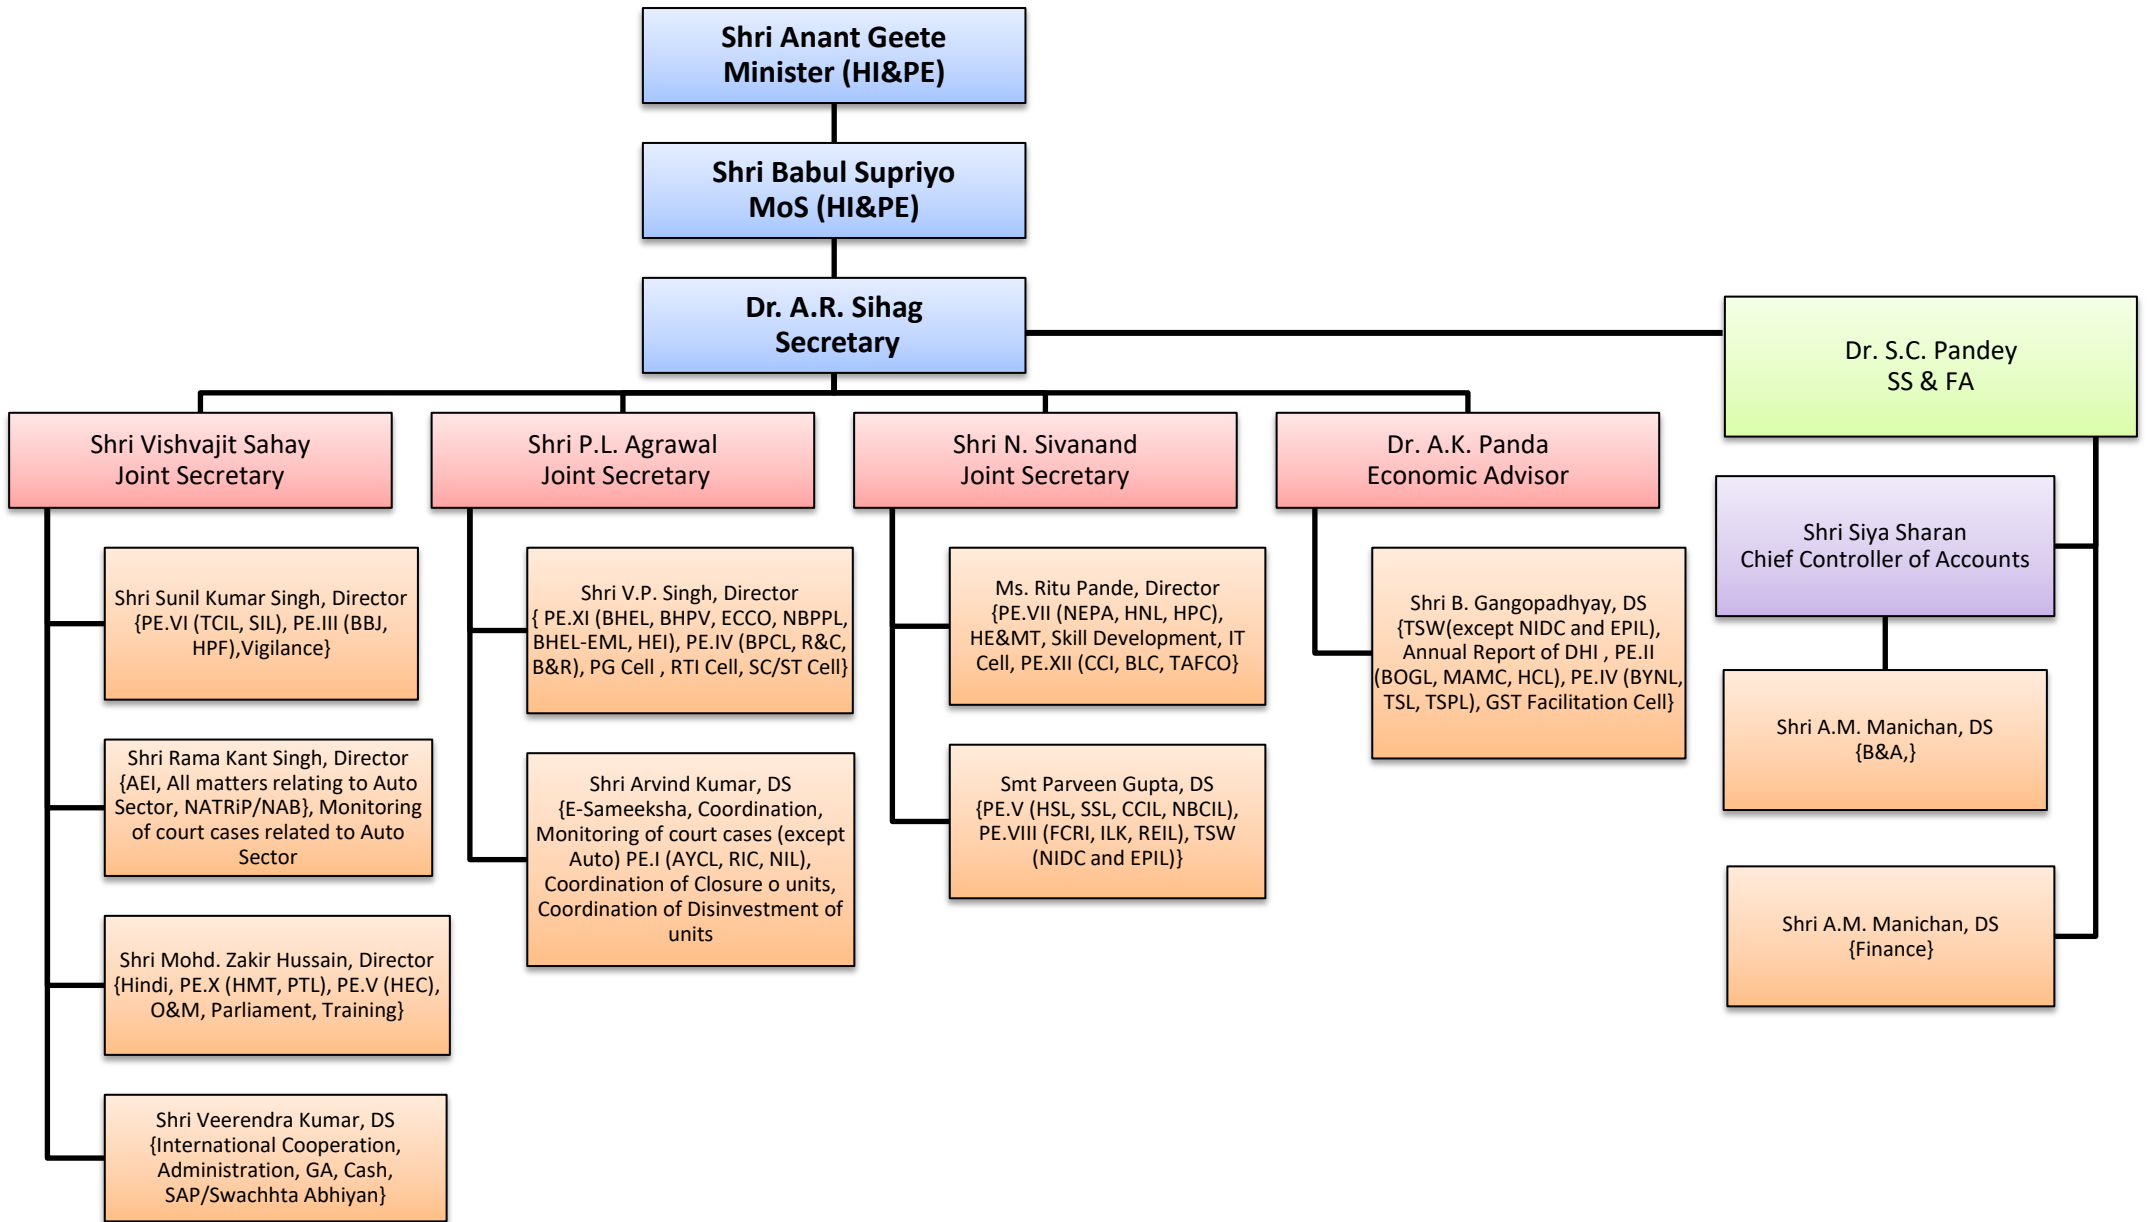 Shri Anant Geete
Minister (HI&PE)
Shri Babul Supriyo
MoS (HI&PE)
Dr. A.R. Sihag
Secretary
Dr. S.C. Pandey
SS & FA
Shri Vishvajit Sahay
Joint Secretary
Shri P.L. Agrawal
Joint Secretary
Shri N. Sivanand
Joint Secretary
Dr. A.K. Panda
Economic Advisor
Shri Siya Sharan
Chief Controller of Accounts
Shri Sunil Kumar Singh, Director
{PE.VI (TCIL, SIL), PE.III (BBJ,
HPF),Vigilance}
Shri Rama Kant Singh, Director
{AEI, All matters relating to Auto
Sector, NATRiP/NAB}, Monitoring
of court cases related to Auto
Sector
Shri Mohd. Zakir Hussain, Director
{Hindi, PE.X (HMT, PTL), PE.V (HEC),
O&M, Parliament, Training}
Shri Veerendra Kumar, DS
{International Cooperation,
Administration, GA, Cash,
SAP/Swachhta Abhiyan}
Shri V.P. Singh, Director
{ PE.XI (BHEL, BHPV, ECCO, NBPPL,
BHEL-EML, HEI), PE.IV (BPCL, R&C,
B&R), PG Cell , RTI Cell, SC/ST Cell}
Shri Arvind Kumar, DS
{E-Sameeksha, Coordination,
Monitoring of court cases (except
Auto) PE.I (AYCL, RIC, NIL),
Coordination of Closure o units,
Coordination of Disinvestment of
units
Ms. Ritu Pande, Director
{PE.VII (NEPA, HNL, HPC),
HE&MT, Skill Development, IT
Cell, PE.XII (CCI, BLC, TAFCO}
Smt Parveen Gupta, DS
{PE.V (HSL, SSL, CCIL, NBCIL),
PE.VIII (FCRI, ILK, REIL), TSW
(NIDC and EPIL)}
Shri B. Gangopadhyay, DS
{TSW(except NIDC and EPIL),
Annual Report of DHI , PE.II
(BOGL, MAMC, HCL), PE.IV (BYNL,
TSL, TSPL), GST Facilitation Cell}
Shri A.M. Manichan, DS
{B&A,}
Shri A.M. Manichan, DS
{Finance}